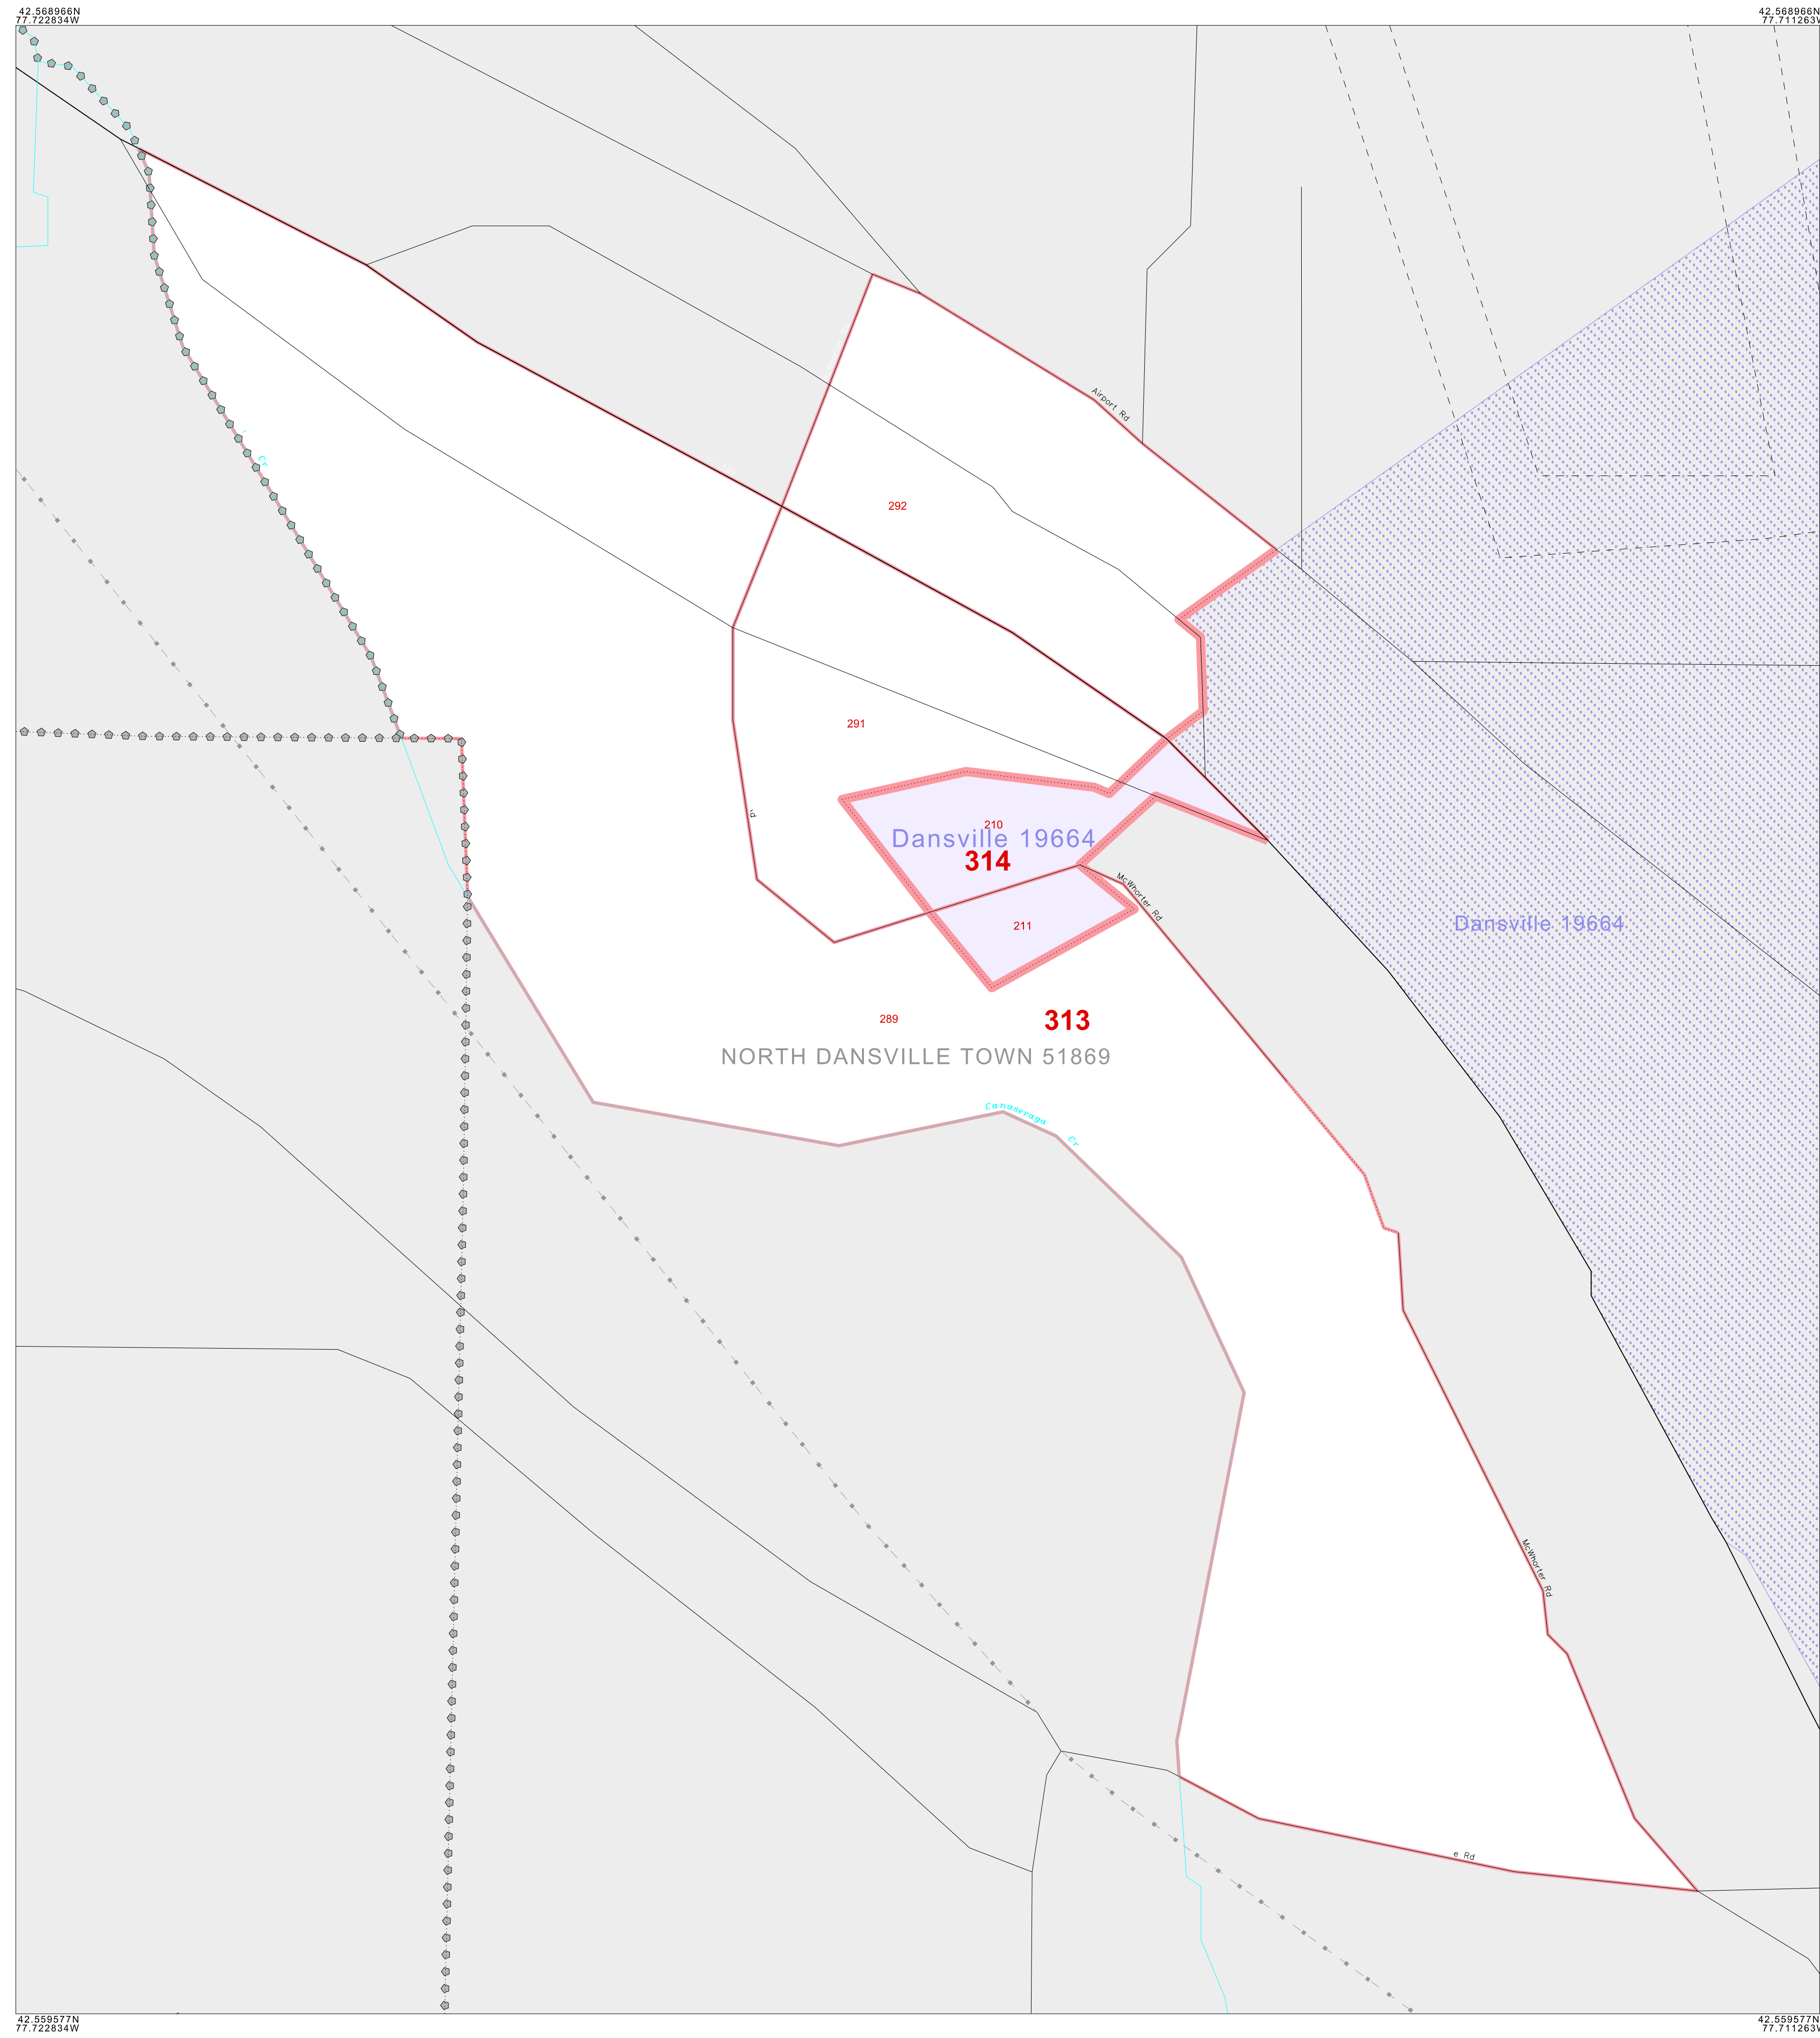 42.568966N
77.722834W
42.568966N
77.711263W
Cr
Airport Rd
292
291
210
Dansville 19664
314
McWhorter Rd
211
Dansville 19664
289
313
NORTH DANSVILLE TOWN 51869
Canaseraga Cr
McWhorter Rd
e Rd
42.559577N
77.722834W
42.559577N
77.711263W